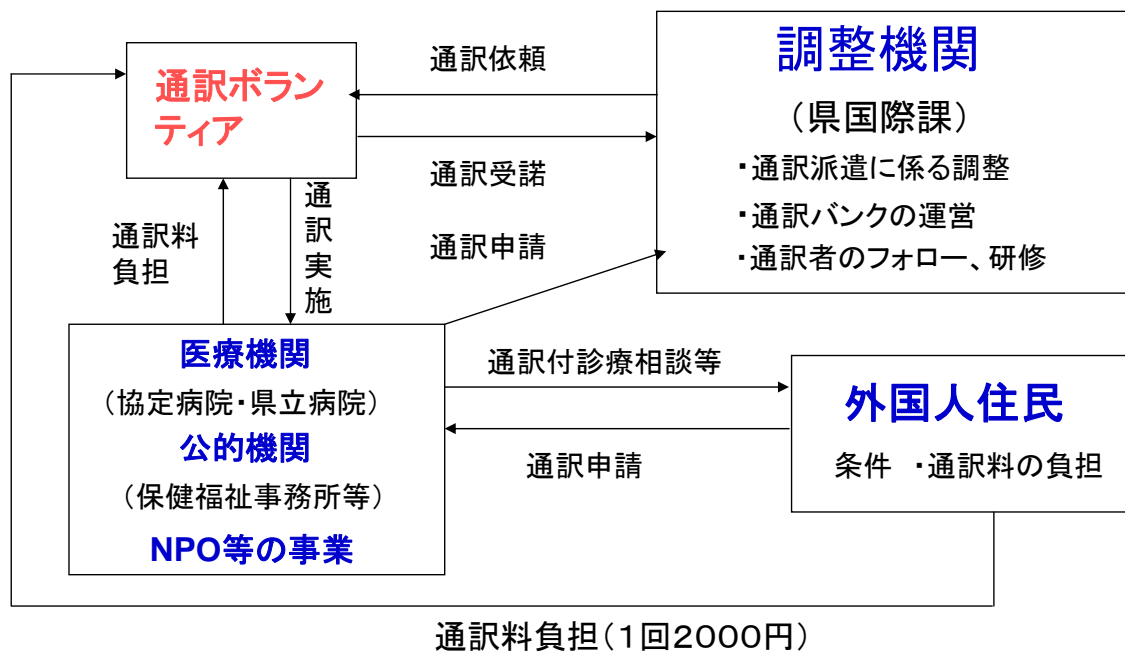 通訳ボラン
ティア
通訳依頼
通訳受諾
通訳申請
調整機関
（県国際課）
・通訳派遣に係る調整
・通訳バンクの運営
・通訳者のフォロー、研修
通訳料
負担
通訳実施
医療機関
（協定病院・県立病院）
公的機関
（保健福祉事務所等）
NPO等の事業
通訳付診療相談等
通訳申請
外国人住民
条件 ・通訳料の負担
通訳料負担（１回２０００円）